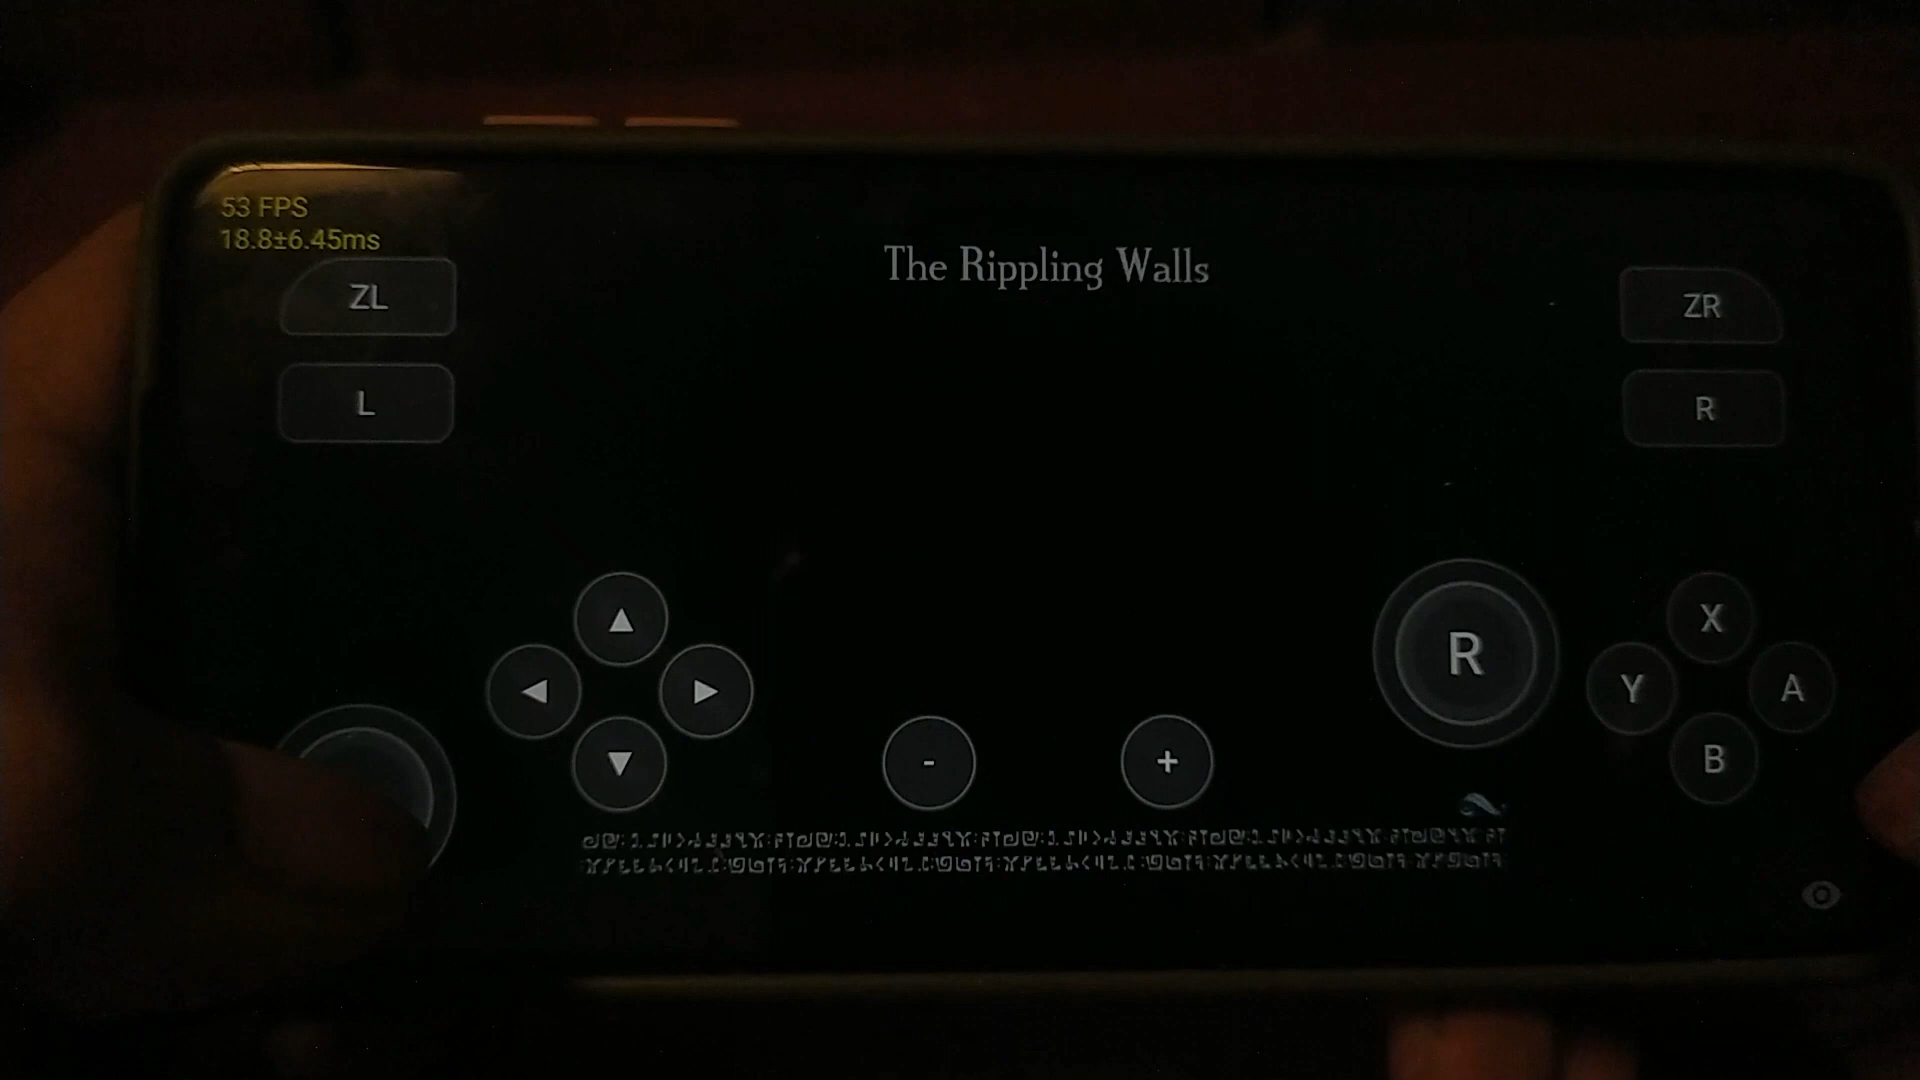 53 FPS
18.8±6.45ms
The Rippling Walls
ZL
ZR
L
R
▲
◀
▶
▼
R
X
Y
A
B
-
+